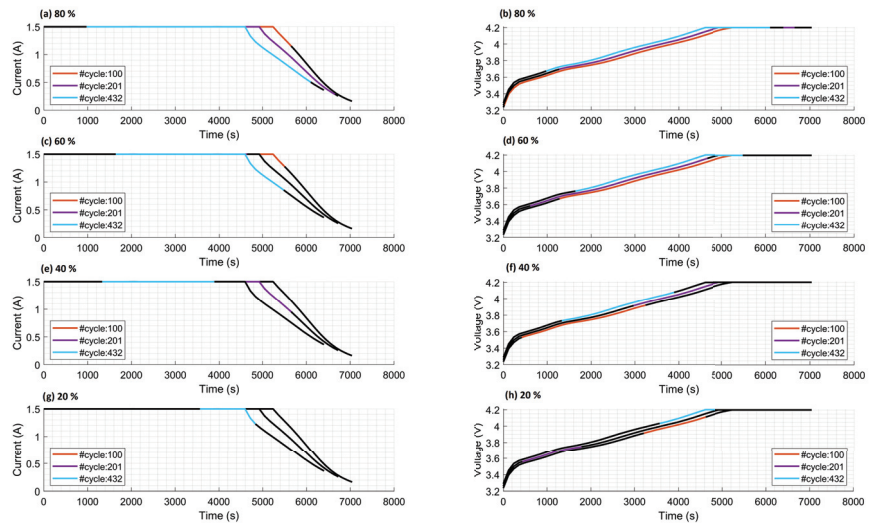 (a) 80 %
Current (A)
1.5
1
0.5
0
#cycle:100
#cycle:201
#cycle:432
0 1000 2000 3000 4000 5000 6000 7000 8000
Time (s)
(b) 80 %
Voltage (V)
4.2
4
3.8
3.6
3.4
3.2
#cycle:100
#cycle:201
#cycle:432
0 1000 2000 3000 4000 5000 6000 7000 8000
Time (s)
(c) 60 %
Current (A)
1.5
1
0.5
0
#cycle:100
#cycle:201
#cycle:432
0 1000 2000 3000 4000 5000 6000 7000 8000
Time (s)
(d) 60 %
Voltage (V)
4.2
4
3.8
3.6
3.4
3.2
#cycle:100
#cycle:201
#cycle:432
0 1000 2000 3000 4000 5000 6000 7000 8000
Time (s)
(e) 40 %
Current (A)
1.5
1
0.5
0
#cycle:100
#cycle:201
#cycle:432
0 1000 2000 3000 4000 5000 6000 7000 8000
Time (s)
(f) 40 %
Voltage (V)
4.2
4
3.8
3.6
3.4
3.2
#cycle:100
#cycle:201
#cycle:432
0 1000 2000 3000 4000 5000 6000 7000 8000
Time (s)
(g) 20 %
Current (A)
1.5
1
0.5
0
#cycle:100
#cycle:201
#cycle:432
0 1000 2000 3000 4000 5000 6000 7000 8000
Time (s)
(h) 20 %
Voltage (V)
4.2
4
3.8
3.6
3.4
3.2
#cycle:100
#cycle:201
#cycle:432
0 1000 2000 3000 4000 5000 6000 7000 8000
Time (s)